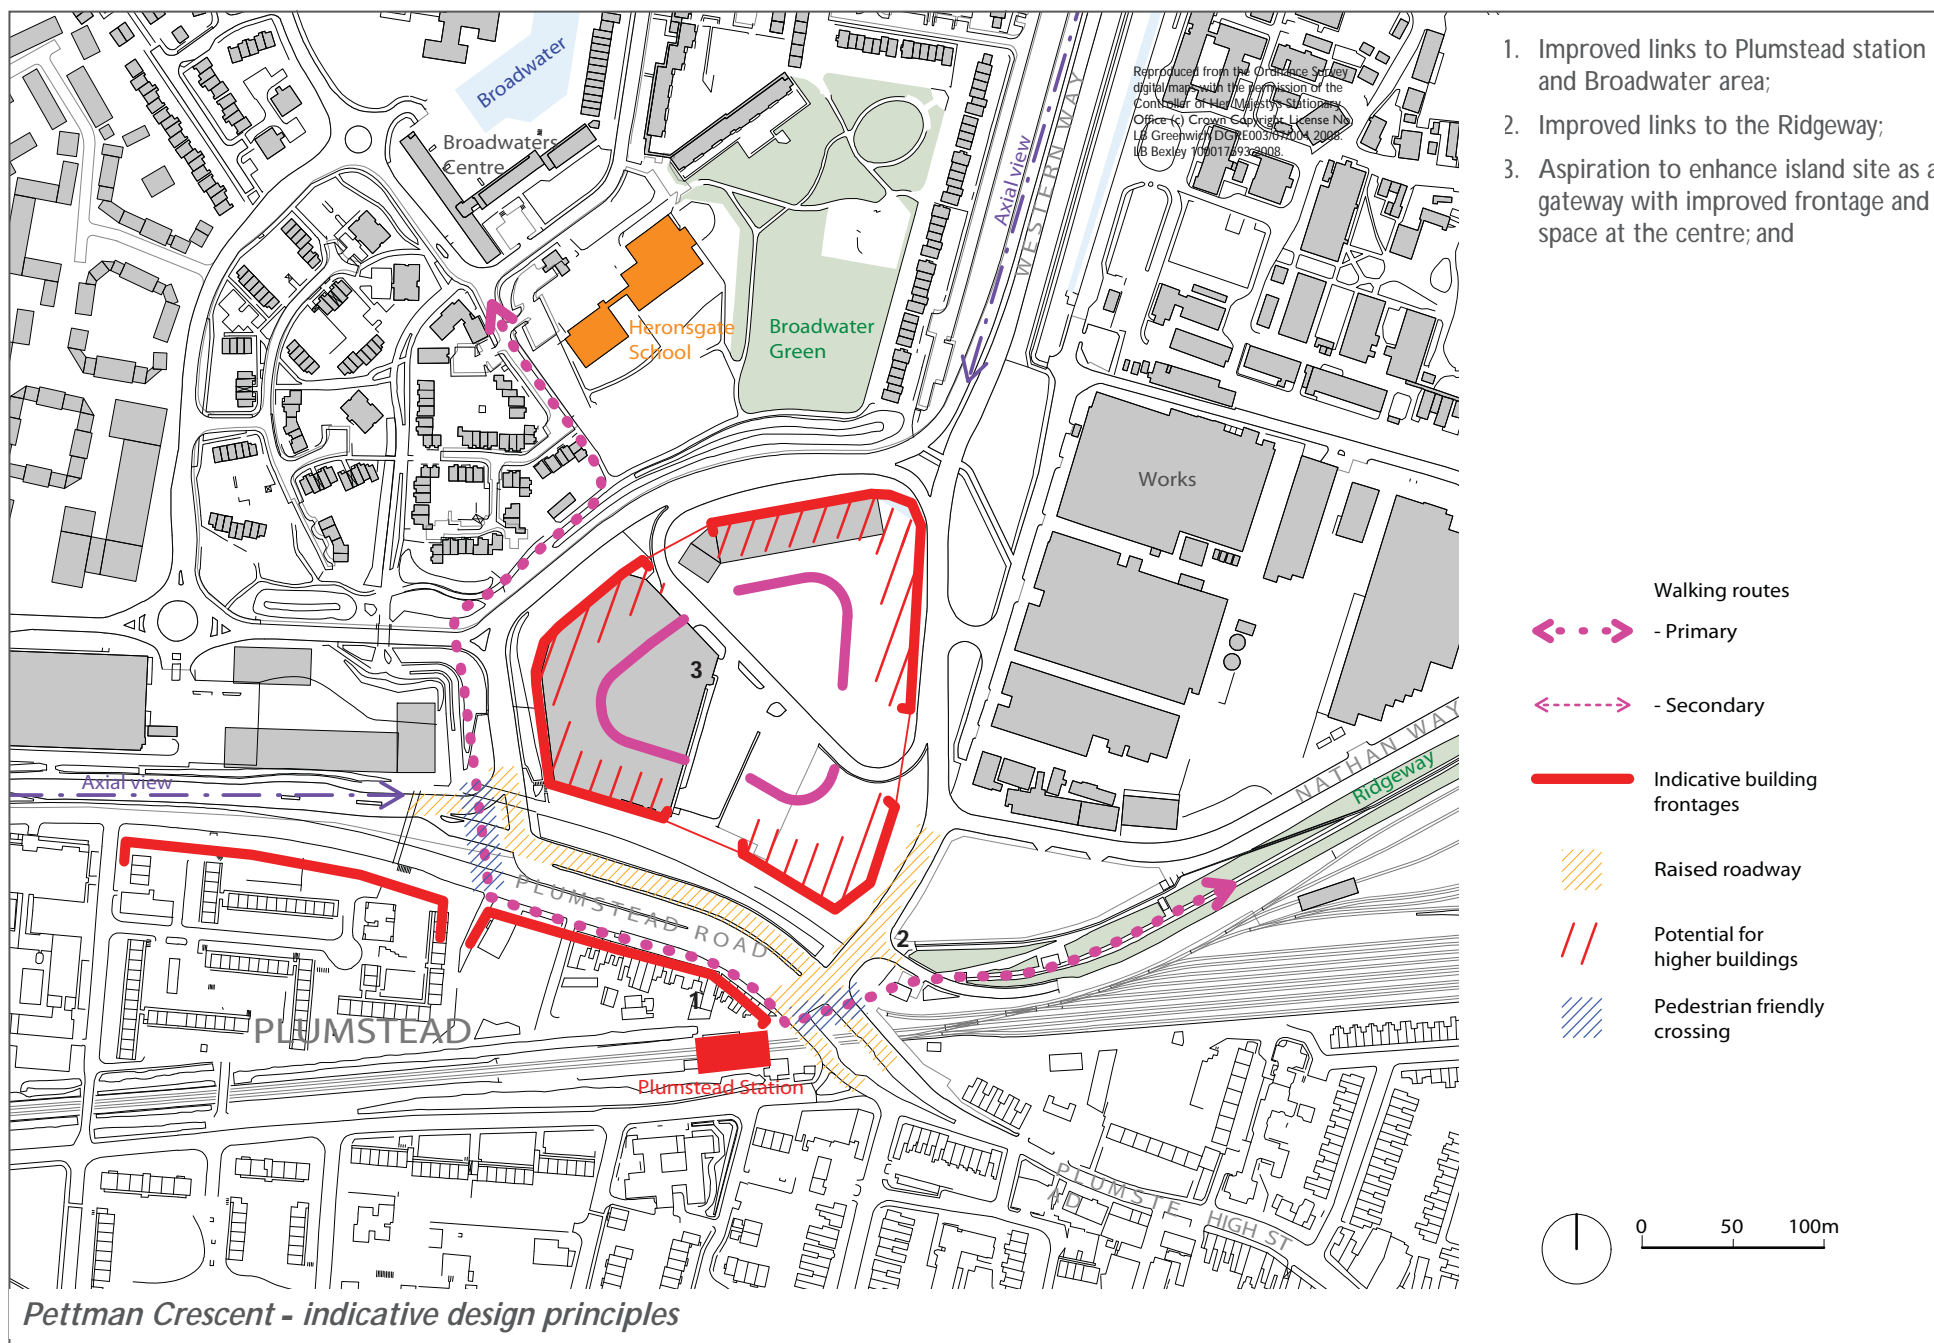 Broadwater
Broadwaters
Centre
Reproduced from the Ordnance Survey
digital maps with the permission of the
Controller of Her Majesty's Stationary
Office (c) Crown Copyright. License No
LB Greenwich DGRE003/07/004 2008.
LB Bexley 100017693 2008.
Axial view
WESTERN WAY
Heronsgate
School
Broadwater
Green
Works
3
Axial view
NATHAN WAY
Ridgeway
PLUMSTEAD ROAD
2
1
PLUMSTEAD
Plumstead Station
PLUMSTE
AD
HIGH ST
1. Improved links to Plumstead station
and Broadwater area;
2. Improved links to the Ridgeway;
3. Aspiration to enhance island site as a
gateway with improved frontage and
space at the centre; and
Walking routes
- Primary
- Secondary
Indicative building
frontages
Raised roadway
Potential for
higher buildings
Pedestrian friendly
crossing
0 50 100m
Pettman Crescent - indicative design principles